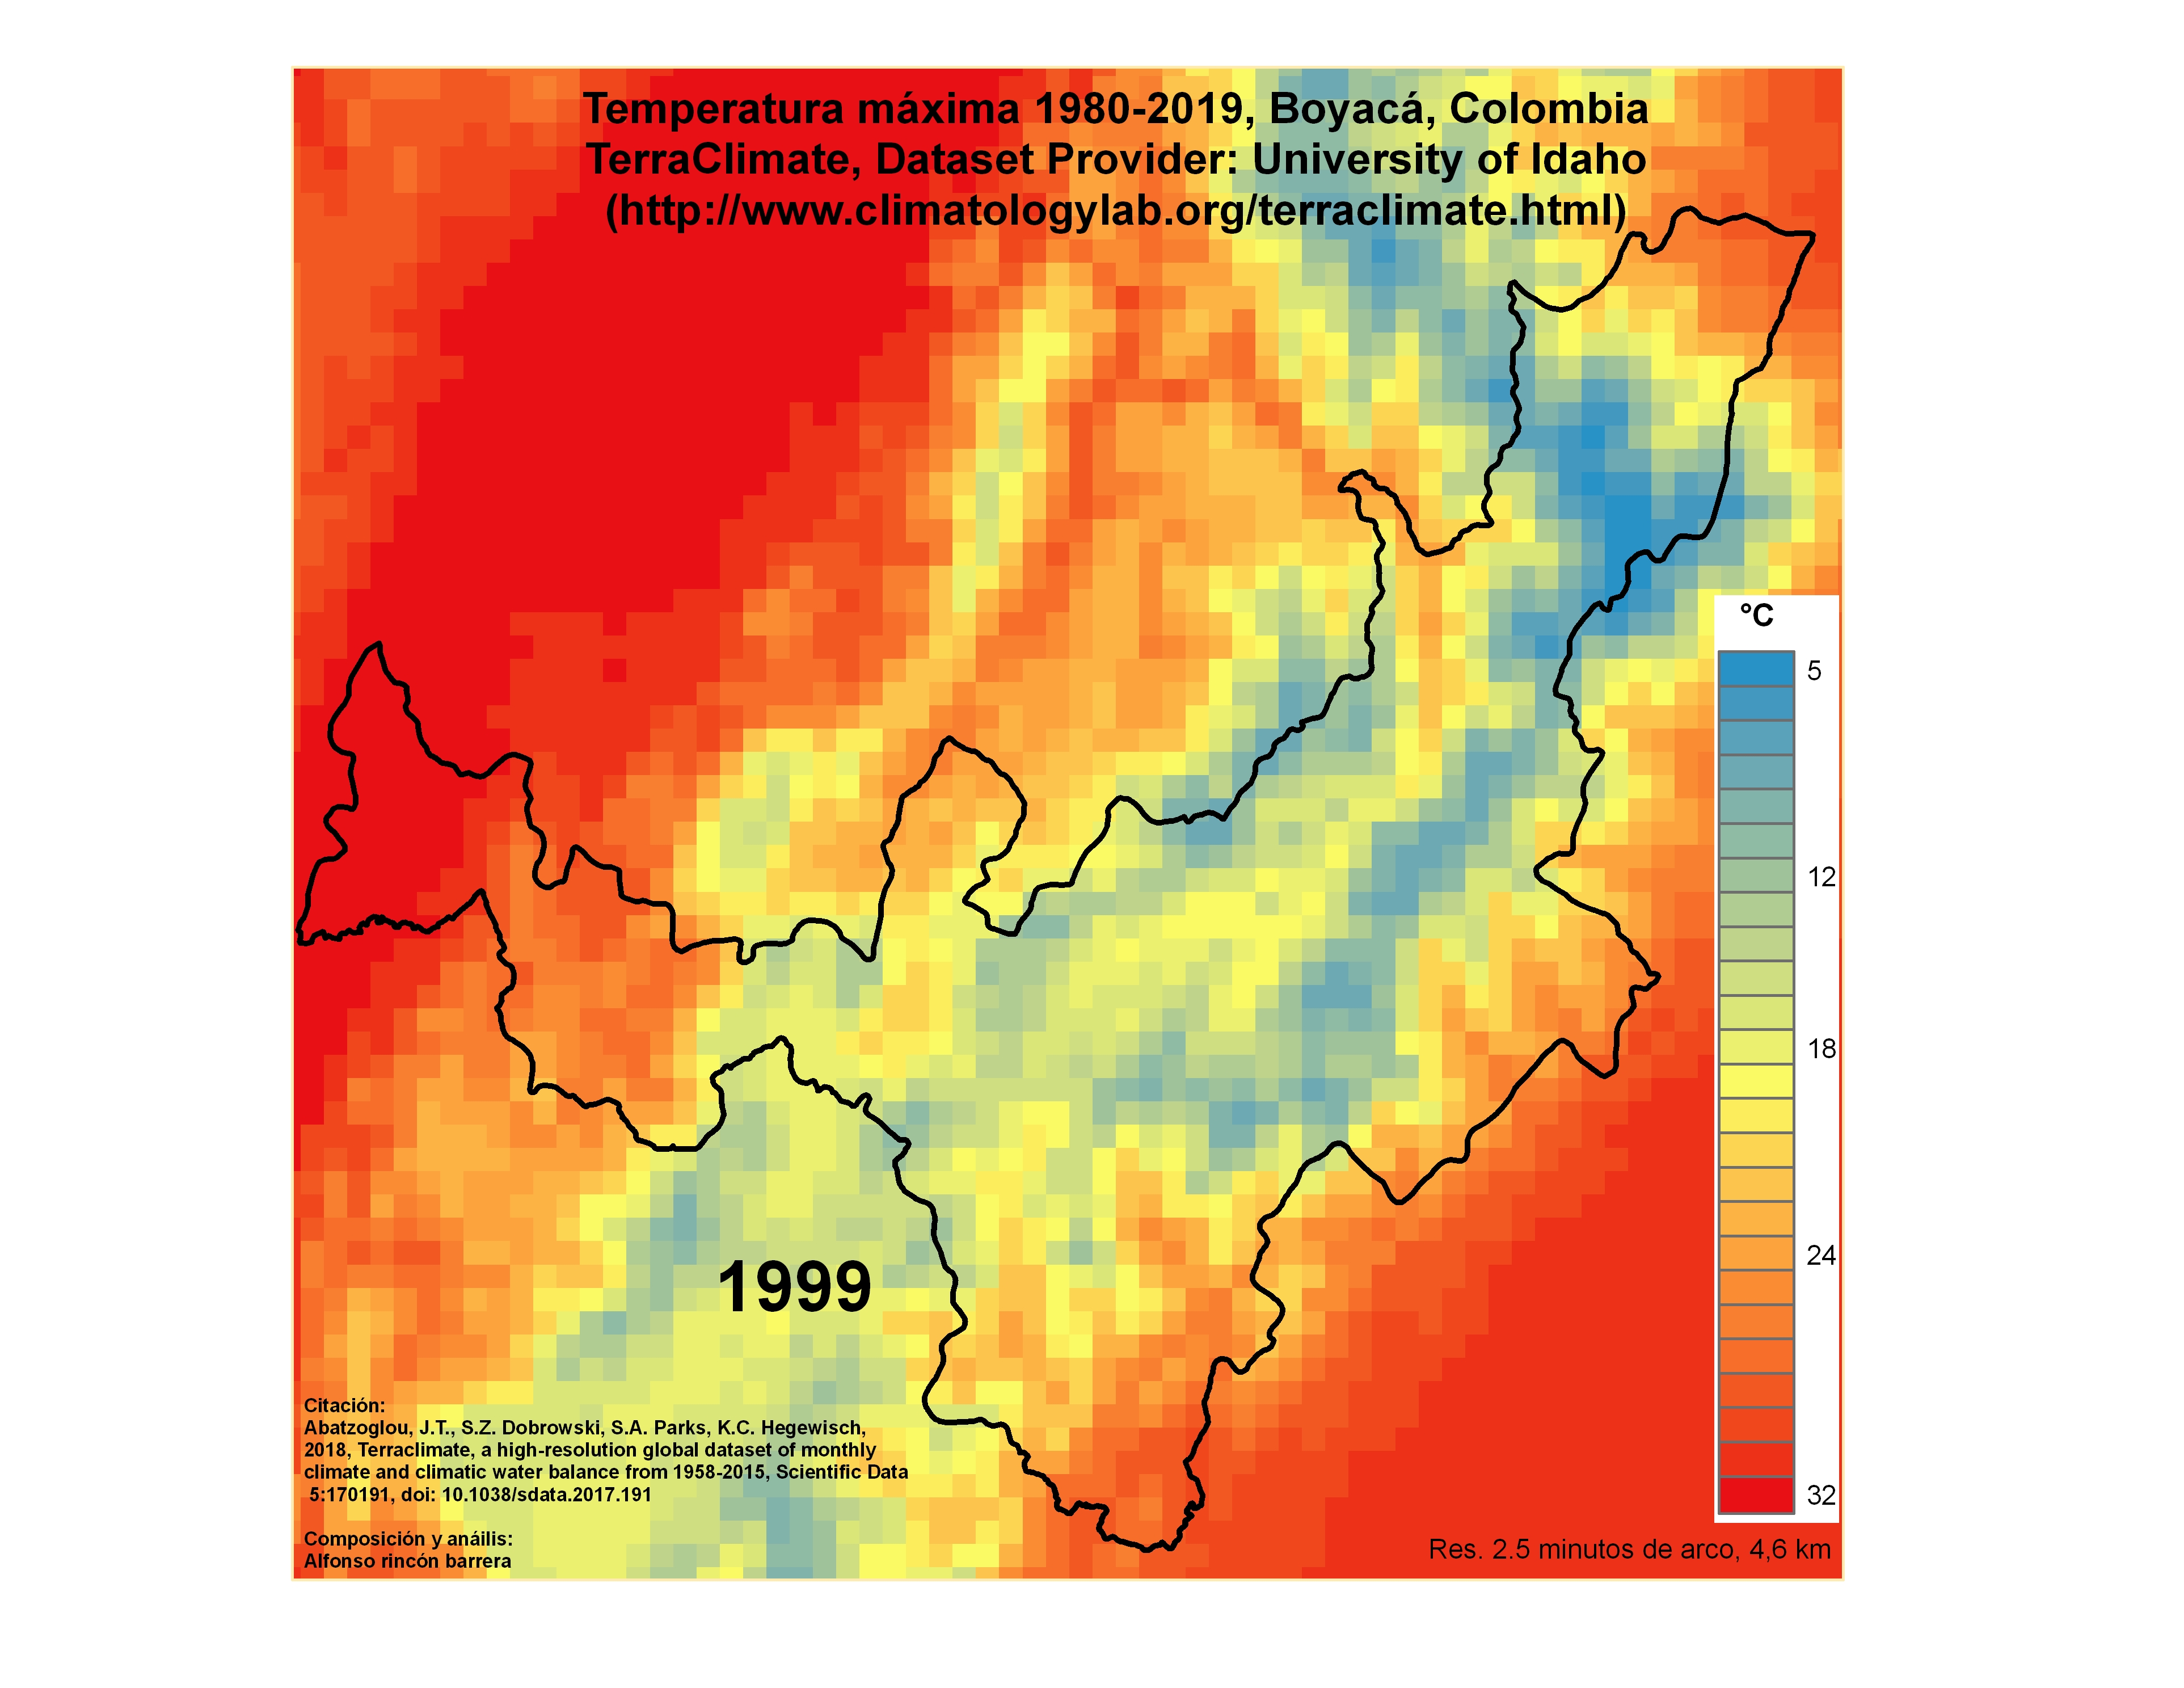 Temperatura máxima 1980-2019, Boyacá, Colombia
TerraClimate, Dataset Provider: University of Idaho
(http://www.climatologylab.org/terraclimate.html)
°C
5
12
18
24
32
1999
Citación:
Abatzoglou, J.T., S.Z. Dobrowski, S.A. Parks, K.C. Hegewisch,
2018, Terraclimate, a high-resolution global dataset of monthly
climate and climatic water balance from 1958-2015, Scientific Data
5:170191, doi: 10.1038/sdata.2017.191
Composición y anáilis:
Alfonso rincón barrera
Res. 2.5 minutos de arco, 4,6 km